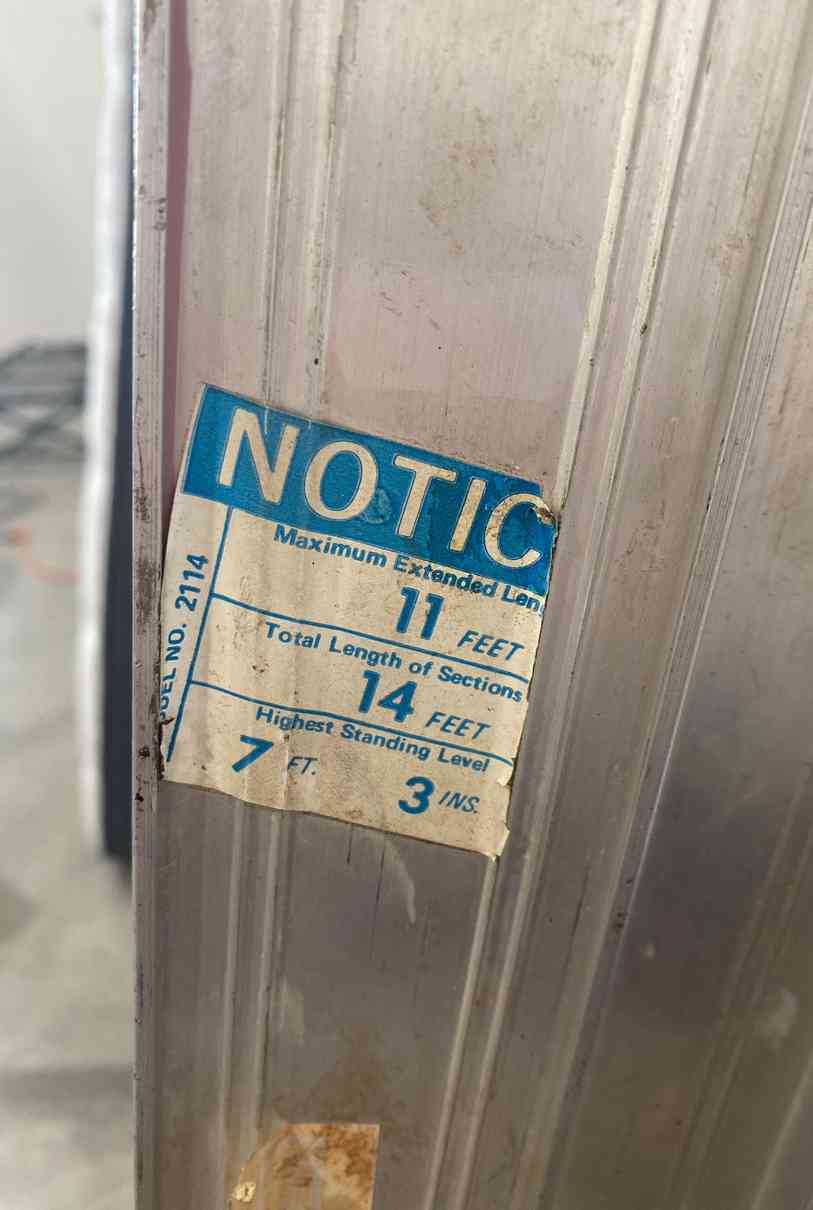 NOTIC
Maximum Extended Len
11 FEET
Total Length of Sections
14 FEET
Highest Standing Level
7 FT. 3 INS.
DEL NO. 2114